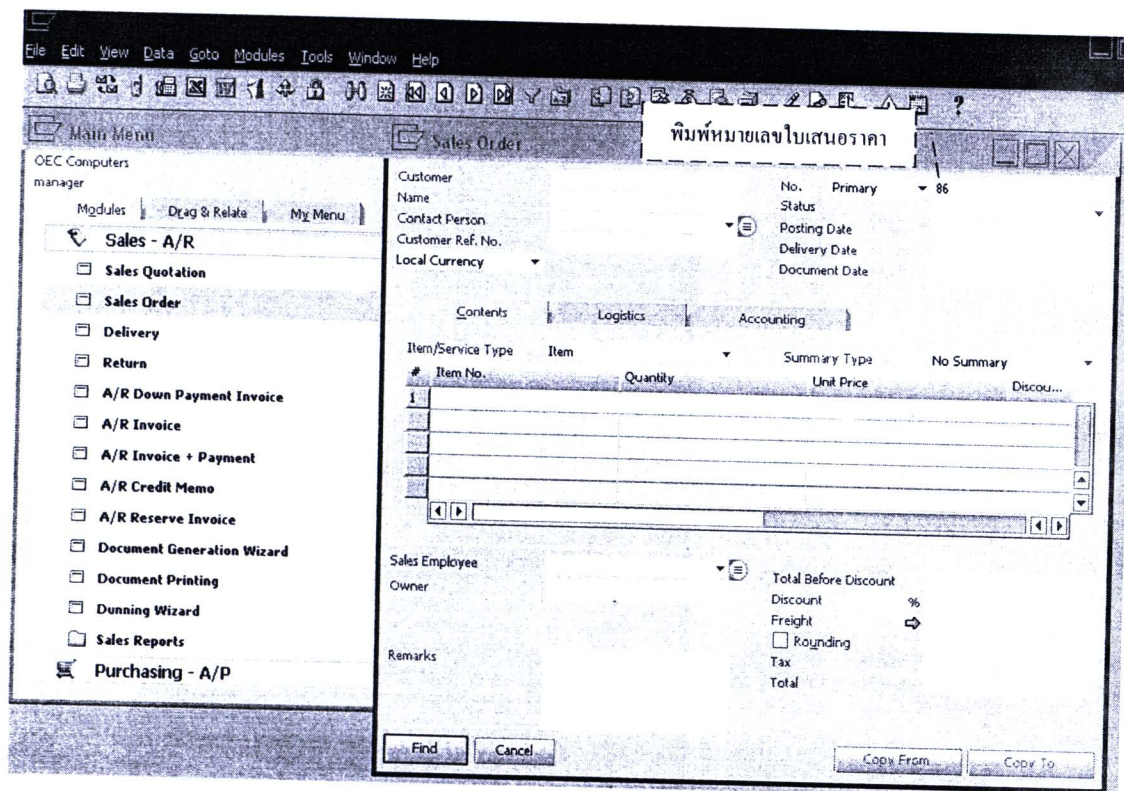 File Edit View Data Goto Modules Tools Window Help
Main Menu
OEC Computers
manager
Modules Drag & Relate My Menu
Sales - A/R
Sales Quotation
Sales Order
Delivery
Return
A/R Down Payment Invoice
A/R Invoice
A/R Invoice + Payment
A/R Credit Memo
A/R Reserve Invoice
Document Generation Wizard
Document Printing
Dunning Wizard
Sales Reports
Purchasing - A/P
Sales Order
พิมพ์หมายเลขใบเสนอราคา
Customer
Name
Contact Person
Customer Ref. No.
Local Currency
No. Primary 86
Status
Posting Date
Delivery Date
Document Date
Contents Logistics Accounting
Item/Service Type Item Summary Type No Summary
# Item No. Quantity Unit Price Discou...
1
Sales Employee
Owner
Remarks
Total Before Discount
Discount %
Freight
Rounding
Tax
Total
Find Cancel Copy From Copy To